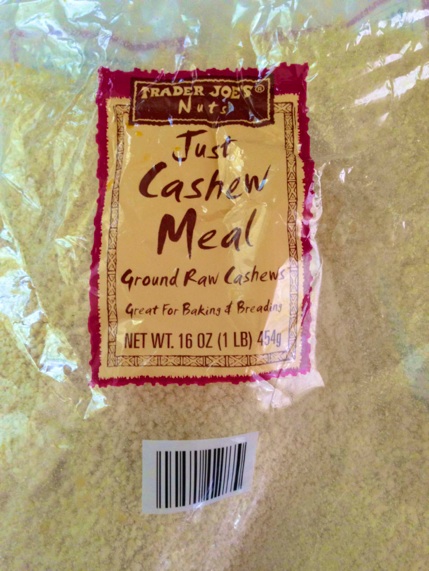 TRADER JOE'S®
Nuts
Just
Cashew
Meal
Ground Raw Cashews
Great For Baking & Breading
NET WT. 16 OZ (1 LB) 454g